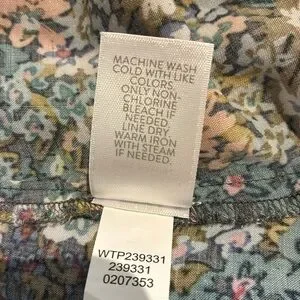 MACHINE WASH
COLD WITH LIKE
COLORS.
ONLY NON-
CHLORINE
BLEACH IF
NEEDED.
LINE DRY.
WARM IRON
WITH STEAM
IF NEEDED.
WTP239331
239331
0207353